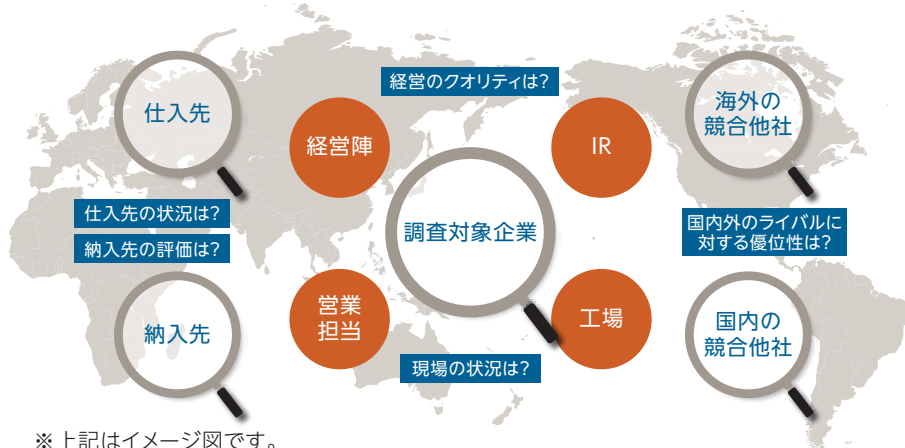 経営のクオリティは?
仕入先
経営陣
IR
海外の
競合他社
仕入先の状況は?
納入先の評価は?
調査対象企業
国内外のライバルに
対する優位性は?
納入先
営業
担当
工場
国内の
競合他社
現場の状況は?
※上記はイメージ図です。